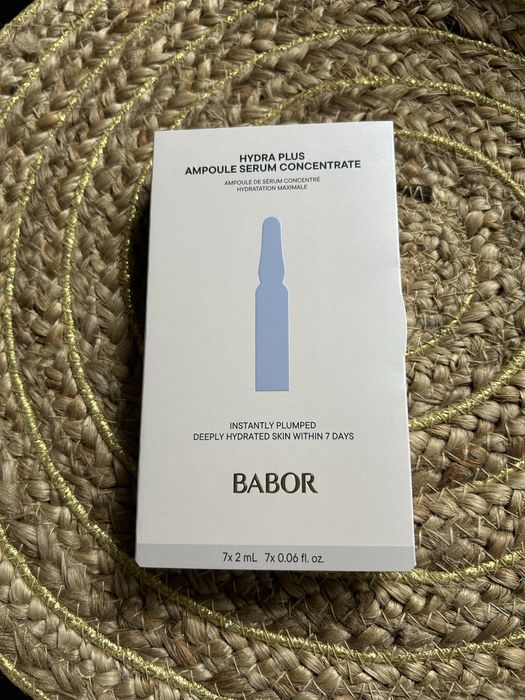 HYDRA PLUS
AMPOULE SERUM CONCENTRATE
AMPOULE DE SÉRUM CONCENTRÉ
HYDRATATION MAXIMALE
INSTANTLY PLUMPED
DEEPLY HYDRATED SKIN WITHIN 7 DAYS
BABOR
7x 2 mL 7x 0.06 fl. oz.